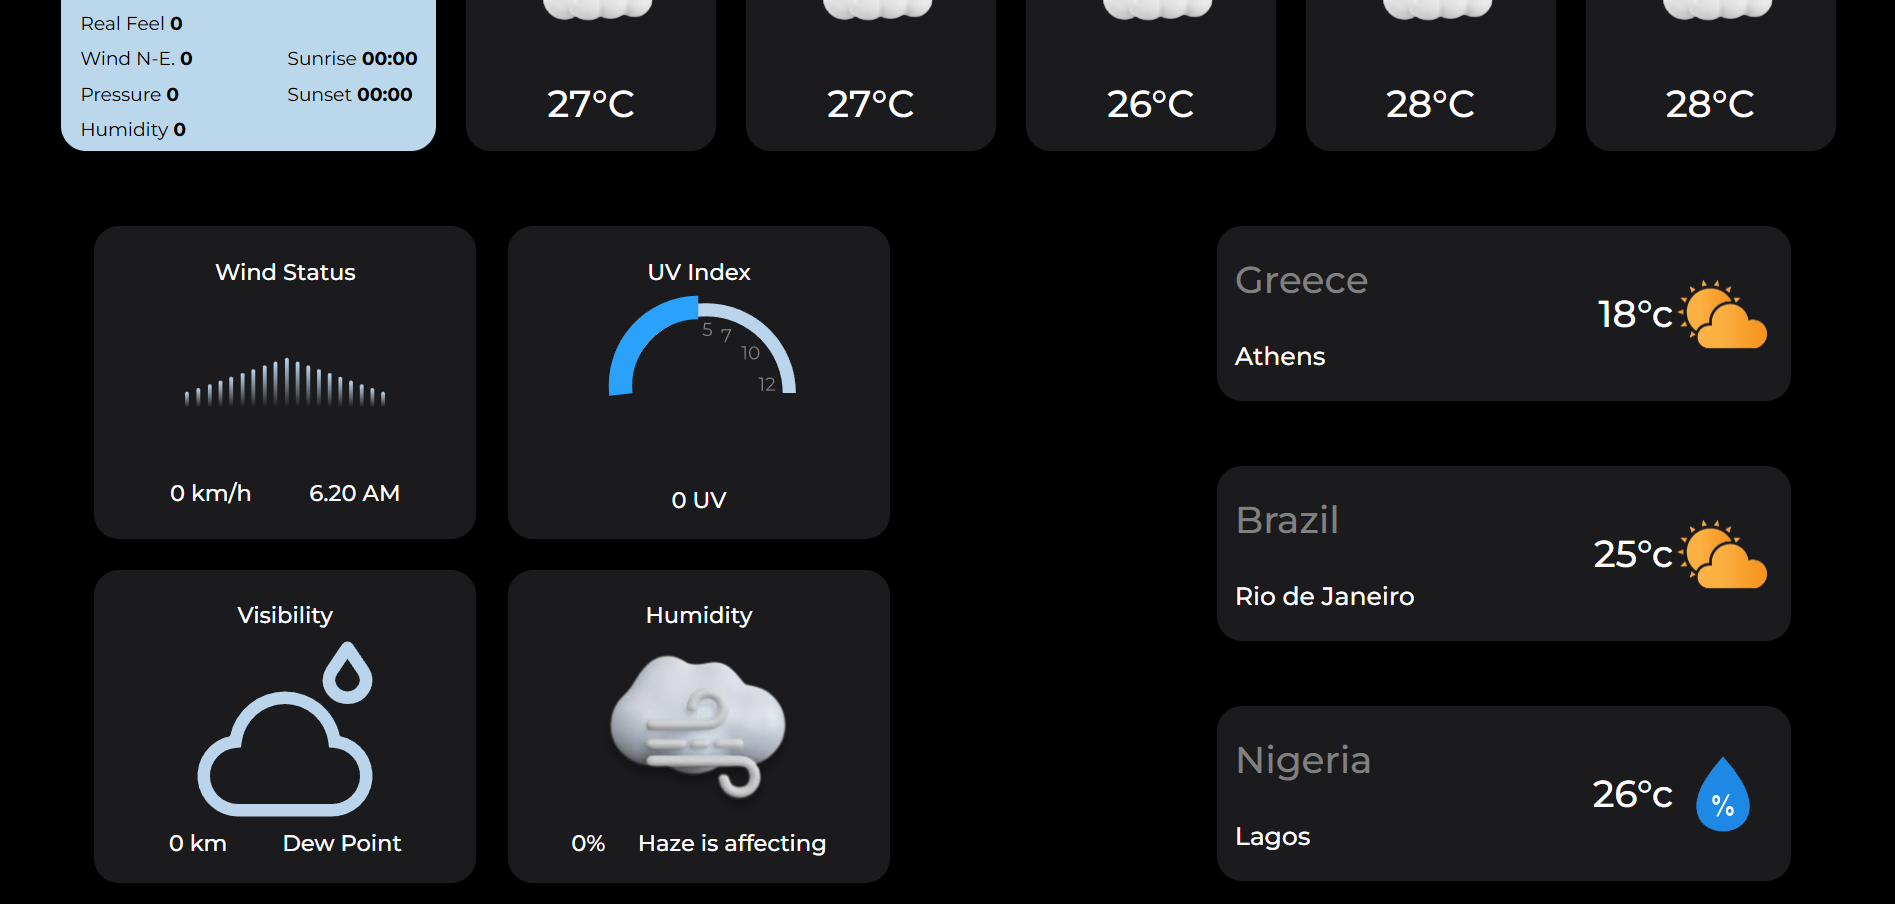 Real Feel 0
Wind N-E. 0
Sunrise 00:00
Pressure 0
Sunset 00:00
Humidity 0
27°C
27°C
26°C
28°C
28°C
Wind Status
0 km/h
6.20 AM
UV Index
5
7
10
12
0 UV
Visibility
0 km
Dew Point
Humidity
0%
Haze is affecting
Greece
18°c
Athens
Brazil
25°c
Rio de Janeiro
Nigeria
26°c
%
Lagos